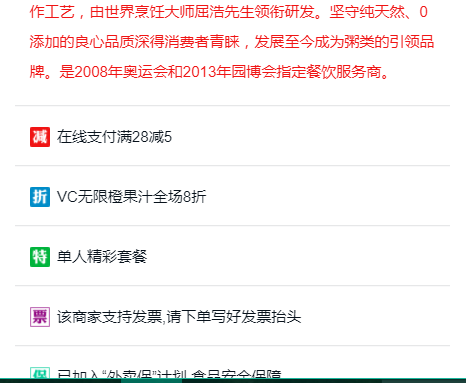 作工艺，由世界烹饪大师屈浩先生领衔研发。坚守纯天然、0
添加的良心品质深得消费者青睐，发展至今成为粥类的引领品
牌。是2008年奥运会和2013年园博会指定餐饮服务商。
减 在线支付满28减5
折 VC无限橙果汁全场8折
特 单人精彩套餐
票 该商家支持发票,请下单写好发票抬头
保 已加入“外卖保”计划,食品安全保障